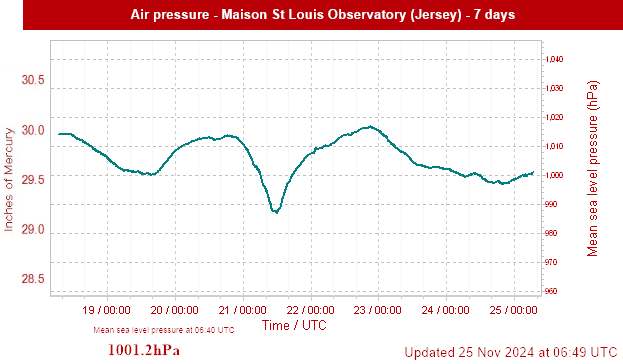 Air pressure - Maison St Louis Observatory (Jersey) - 7 days
Inches of Mercury
30.5
30.0
29.5
29.0
28.5
1,040
1,030
1,020
1,010
1,000
990
980
970
960
Mean sea level pressure (hPa)
19 / 00:00 20 / 00:00 21 / 00:00 22 / 00:00 23 / 00:00 24 / 00:00 25 / 00:00
Time / UTC
Mean sea level pressure at 06:40 UTC
1001.2hPa
Updated 25 Nov 2024 at 06:49 UTC